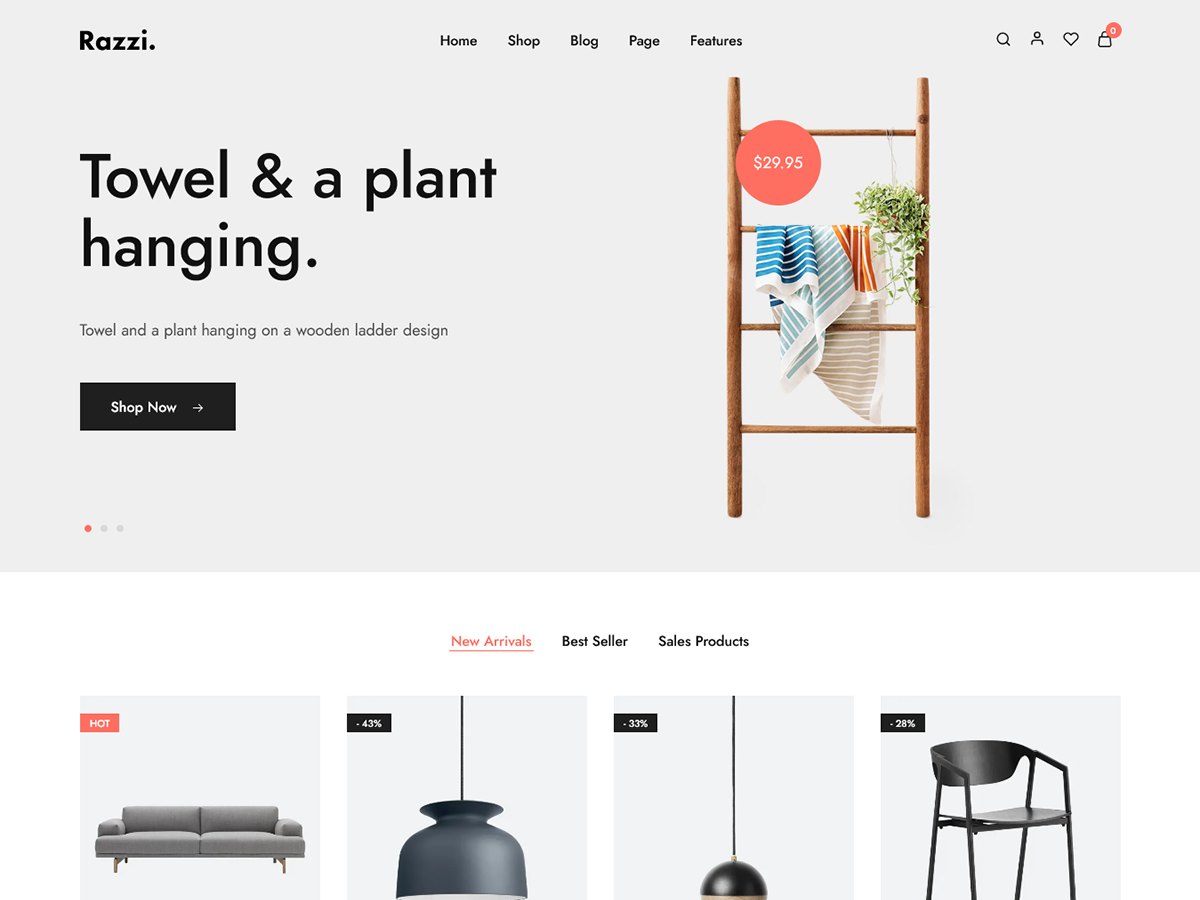 Razzi.
Home Shop Blog Page Features
0
Towel & a plant
hanging.
$29.95
Towel and a plant hanging on a wooden ladder design
Shop Now
New Arrivals Best Seller Sales Products
HOT
- 43%
- 33%
- 28%